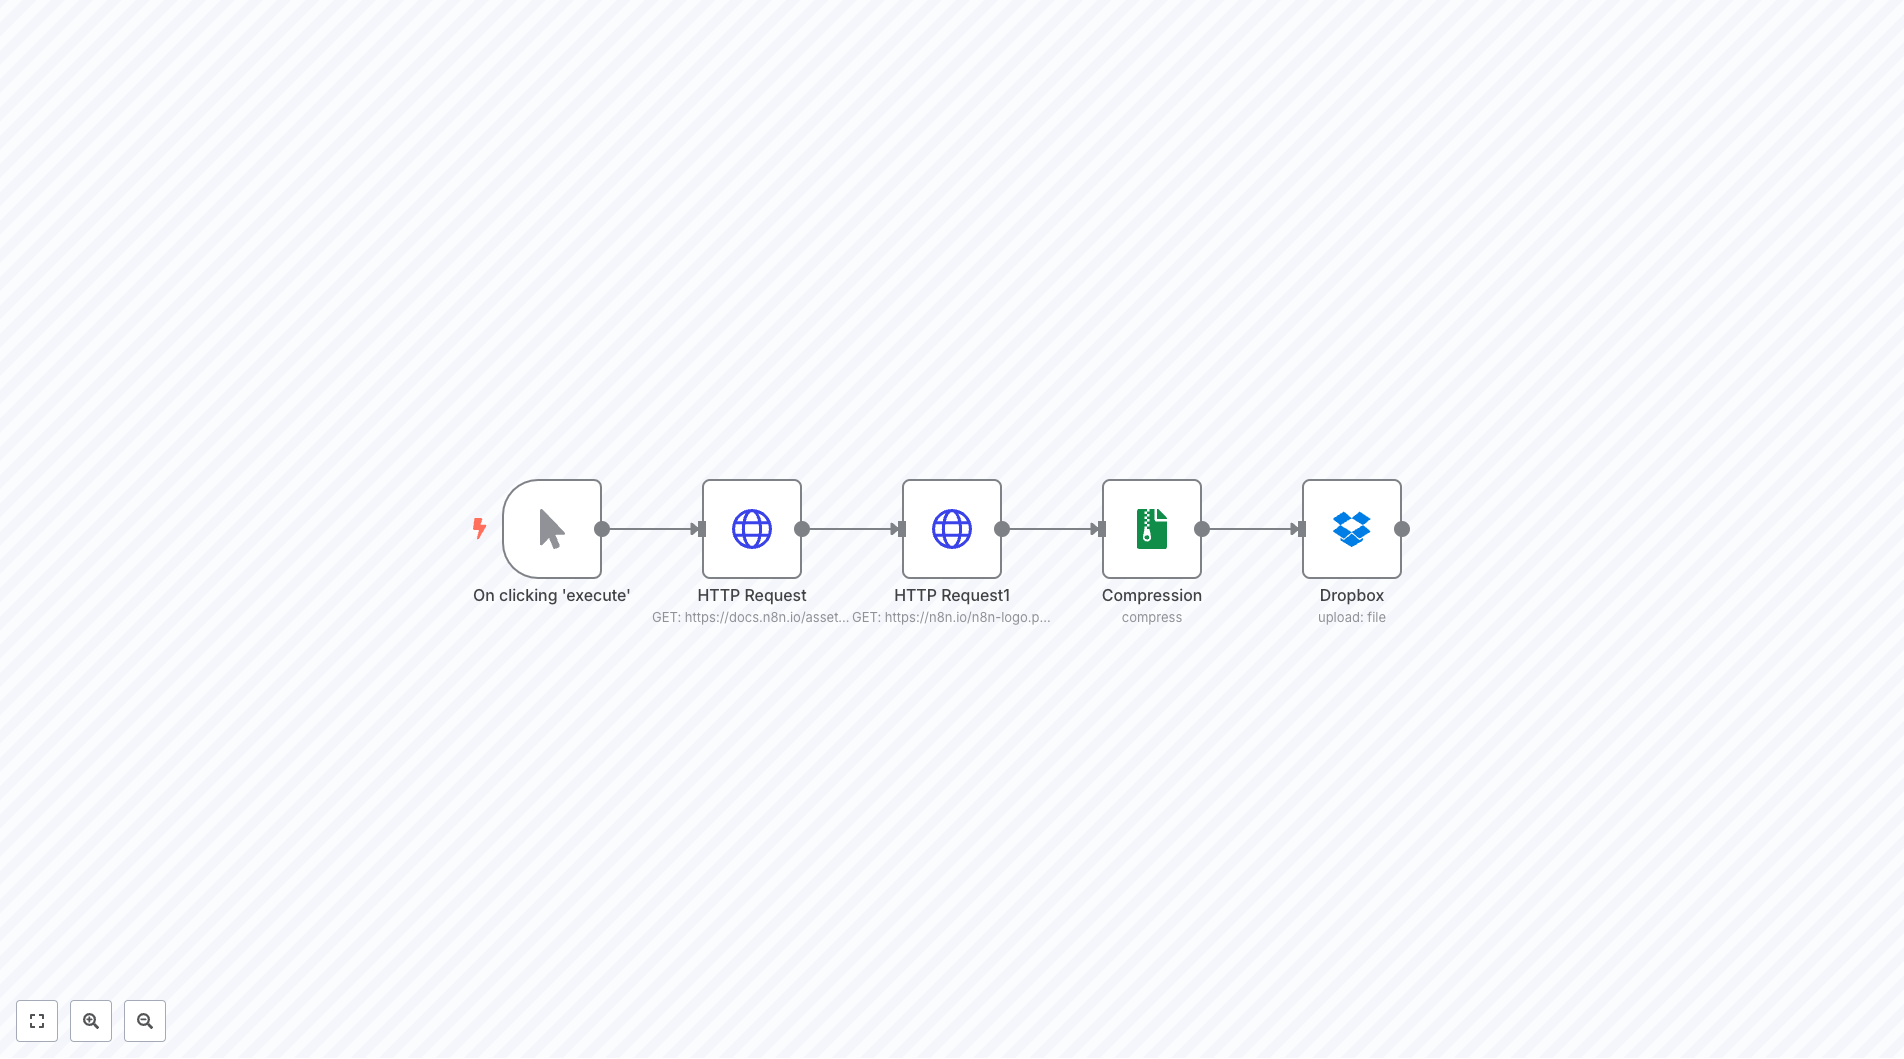 On clicking 'execute'
HTTP Request
GET: https://docs.n8n.io/asset...
HTTP Request1
GET: https://n8n.io/n8n-logo.p...
Compression
compress
Dropbox
upload: file